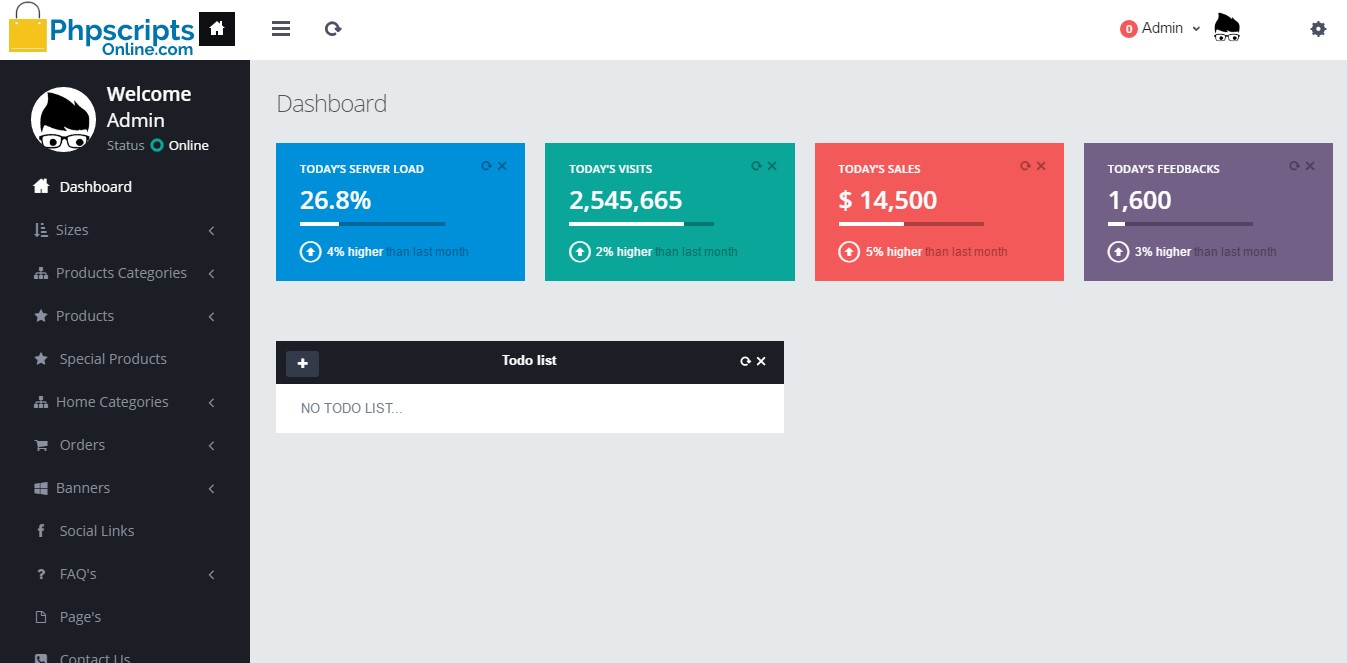 Phpscripts
Online.com
0 Admin
Welcome
Admin
Status Online
Dashboard
Sizes
Products Categories
Products
Special Products
Home Categories
Orders
Banners
Social Links
FAQ's
Page's
Contact Us
Dashboard
TODAY'S SERVER LOAD
26.8%
4% higher than last month
TODAY'S VISITS
2,545,665
2% higher than last month
TODAY'S SALES
$ 14,500
5% higher than last month
TODAY'S FEEDBACKS
1,600
3% higher than last month
Todo list
NO TODO LIST...